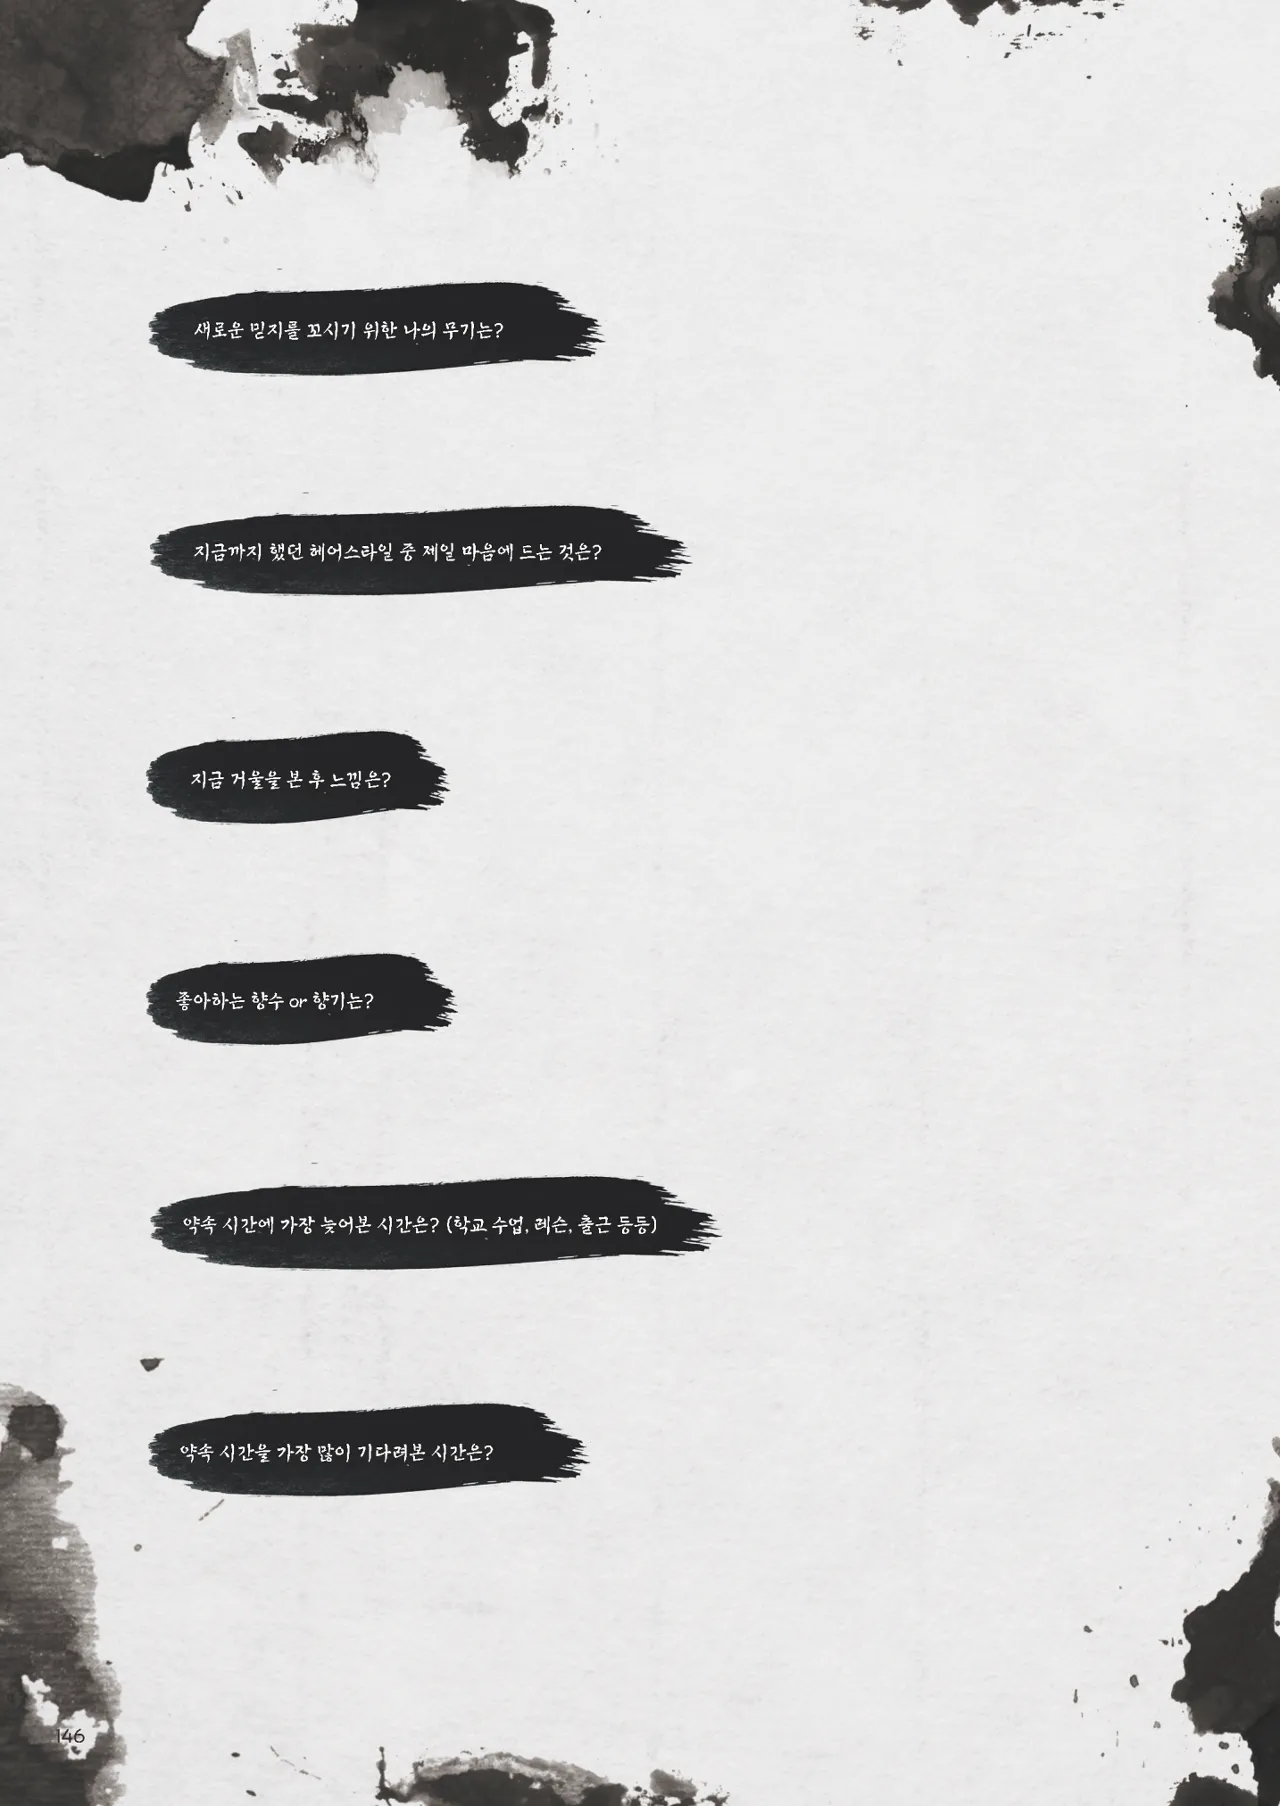 새로운 믿지를 꼬시기 위한 나의 무기는?
지금까지 했던 헤어스타일 중 제일 마음에 드는 것은?
지금 거울을 본 후 느낌은?
좋아하는 향수 or 향기는?
약속 시간에 가장 늦어본 시간은? (학교 수업, 레슨, 출근 등등)
약속 시간을 가장 많이 기다려본 시간은?
146